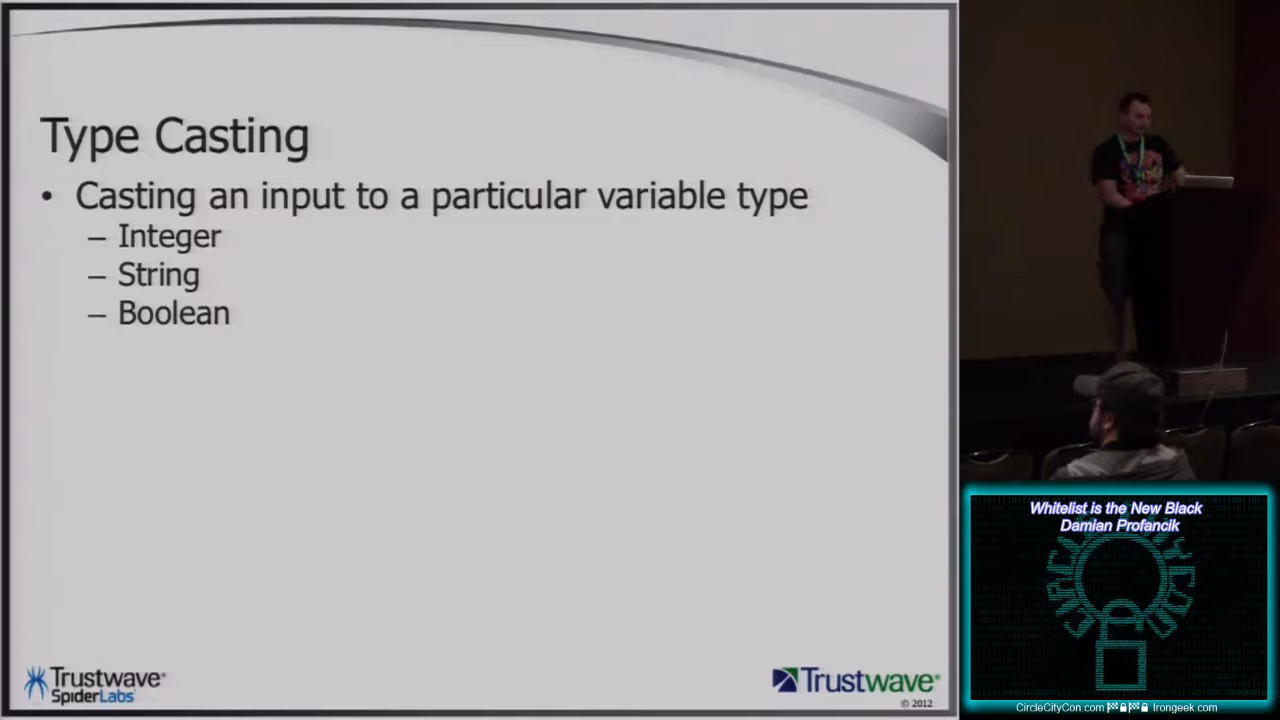 Type Casting
• Casting an input to a particular variable type
– Integer
– String
– Boolean
Trustwave®
SpiderLabs®
Trustwave®
© 2012
Whitelist is the New Black
Damian Profancik
CircleCityCon.com Irongeek.com